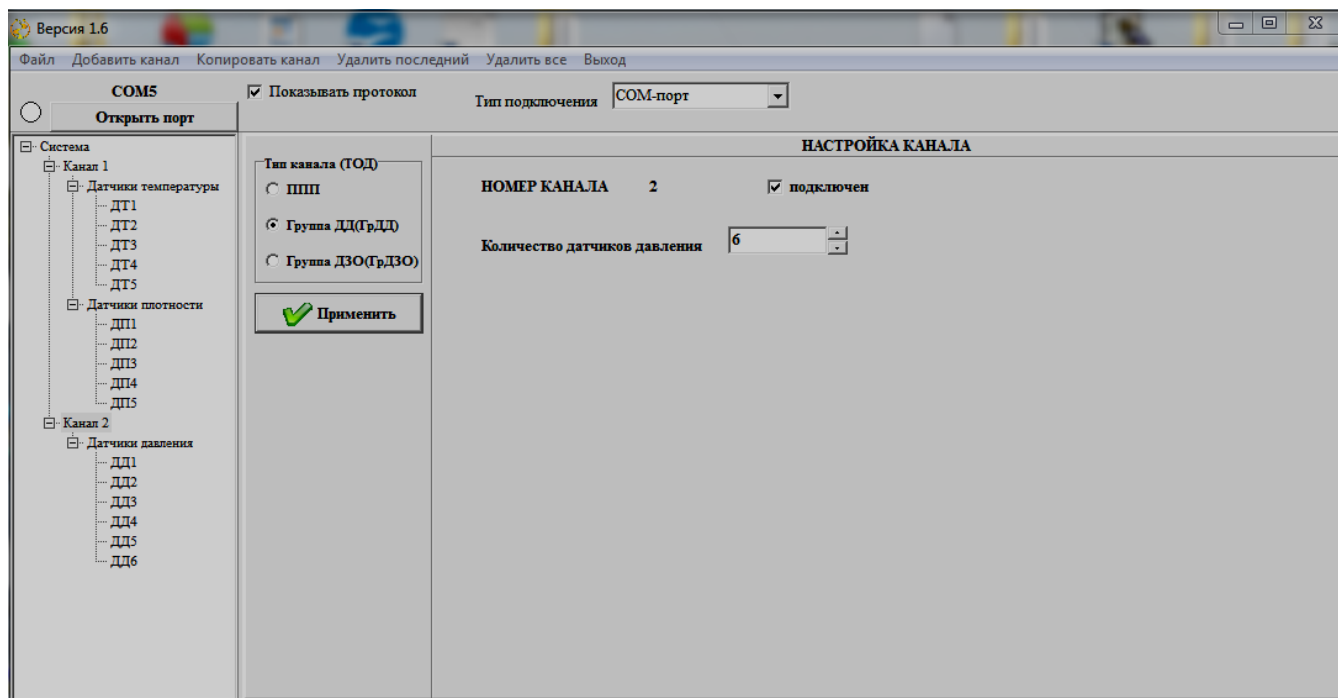 Версия 1.6
Файл Добавить канал Копировать канал Удалить последний Удалить все Выход
COM5
Открыть порт
Показывать протокол
Тип подключения COM-порт
Система
Канал 1
Датчики температуры
ДТ1
ДТ2
ДТ3
ДТ4
ДТ5
Датчики плотности
ДП1
ДП2
ДП3
ДП4
ДП5
Канал 2
Датчики давления
ДД1
ДД2
ДД3
ДД4
ДД5
ДД6
Тип канала (ТОД)
ППП
Группа ДД(ГрДД)
Группа ДЗО(ГрДЗО)
Применить
НАСТРОЙКА КАНАЛА
НОМЕР КАНАЛА 2 подключен
Количество датчиков давления 6